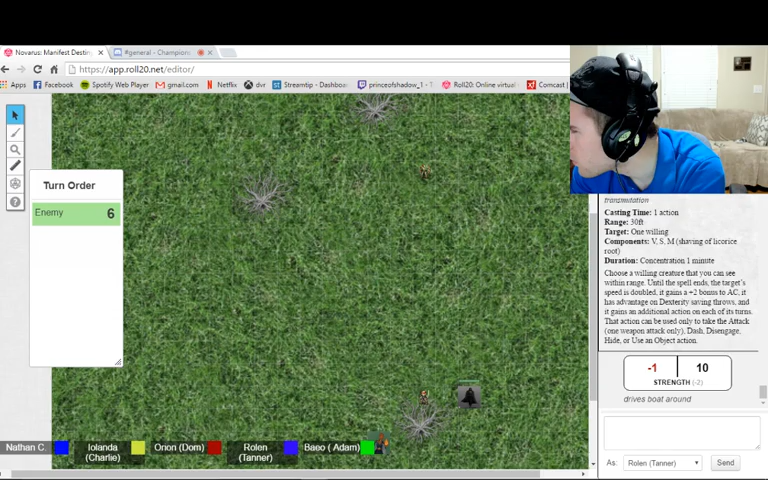 Novarus: Manifest Destin
#general - Champions
https://app.roll20.net/editor/
Apps
Facebook
Spotify Web Player
gmail.com
Netflix
dvr
Streamtip - Dashboa
princeofshadow_1 - T
Roll20: Online virtual
Xfinity Comcast
Turn Order
Enemy 6
transmutation
Casting Time: 1 action
Range: 30ft
Target: One willing
Components: V, S, M (shaving of licorice
root)
Duration: Concentration 1 minute
Choose a willing creature that you can see
within range. Until the spell ends, the target's
speed is doubled, it gains a +2 bonus to AC, it
has advantage on Dexterity saving throws, and
it gains an additional action on each of its turns.
That action can be used only to take the Attack
(one weapon attack only), Dash, Disengage,
Hide, or Use an Object action.
-1 10
STRENGTH (-2)
drives boat around
Nathan C.
Iolanda
(Charlie)
Orion (Dom)
Rolen
(Tanner)
Baeo ( Adam)
As: Rolen (Tanner)
Send